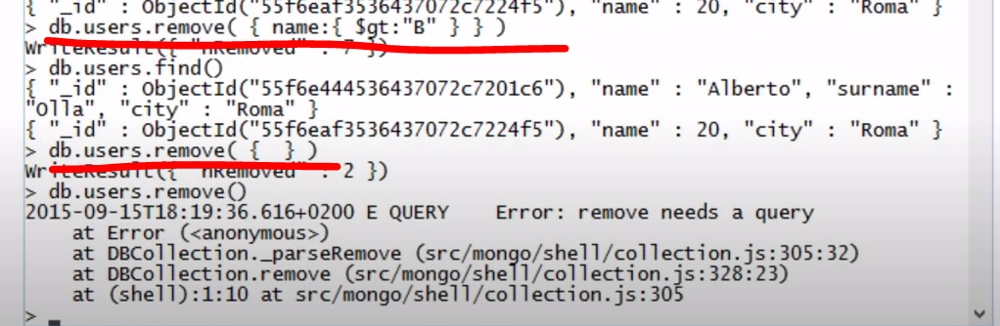 { "_id" : ObjectId("55f6eaf3536437072c7224f5"), "name" : 20, "city" : "Roma" }
> db.users.remove( { name:{ $gt:"B" } } )
WriteResult({ "nRemoved" : 7 })
> db.users.find()
{ "_id" : ObjectId("55f6e444536437072c7201c6"), "name" : "Alberto", "surname" :
"Olla", "city" : "Roma" }
{ "_id" : ObjectId("55f6eaf3536437072c7224f5"), "name" : 20, "city" : "Roma" }
> db.users.remove( {  } )
WriteResult({ "nRemoved" : 2 })
> db.users.remove()
2015-09-15T18:19:36.616+0200 E QUERY    Error: remove needs a query
    at Error (<anonymous>)
    at DBCollection._parseRemove (src/mongo/shell/collection.js:305:32)
    at DBCollection.remove (src/mongo/shell/collection.js:328:23)
    at (shell):1:10 at src/mongo/shell/collection.js:305
>